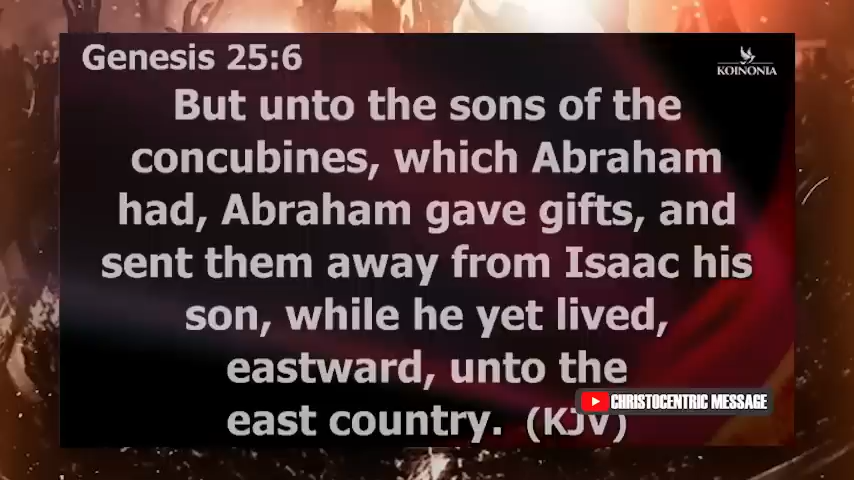 Genesis 25:6
KOINONIA
But unto the sons of the
concubines, which Abraham
had, Abraham gave gifts, and
sent them away from Isaac his
son, while he yet lived,
eastward, unto the
east country. (KJV)
CHRISTOCENTRIC MESSAGE